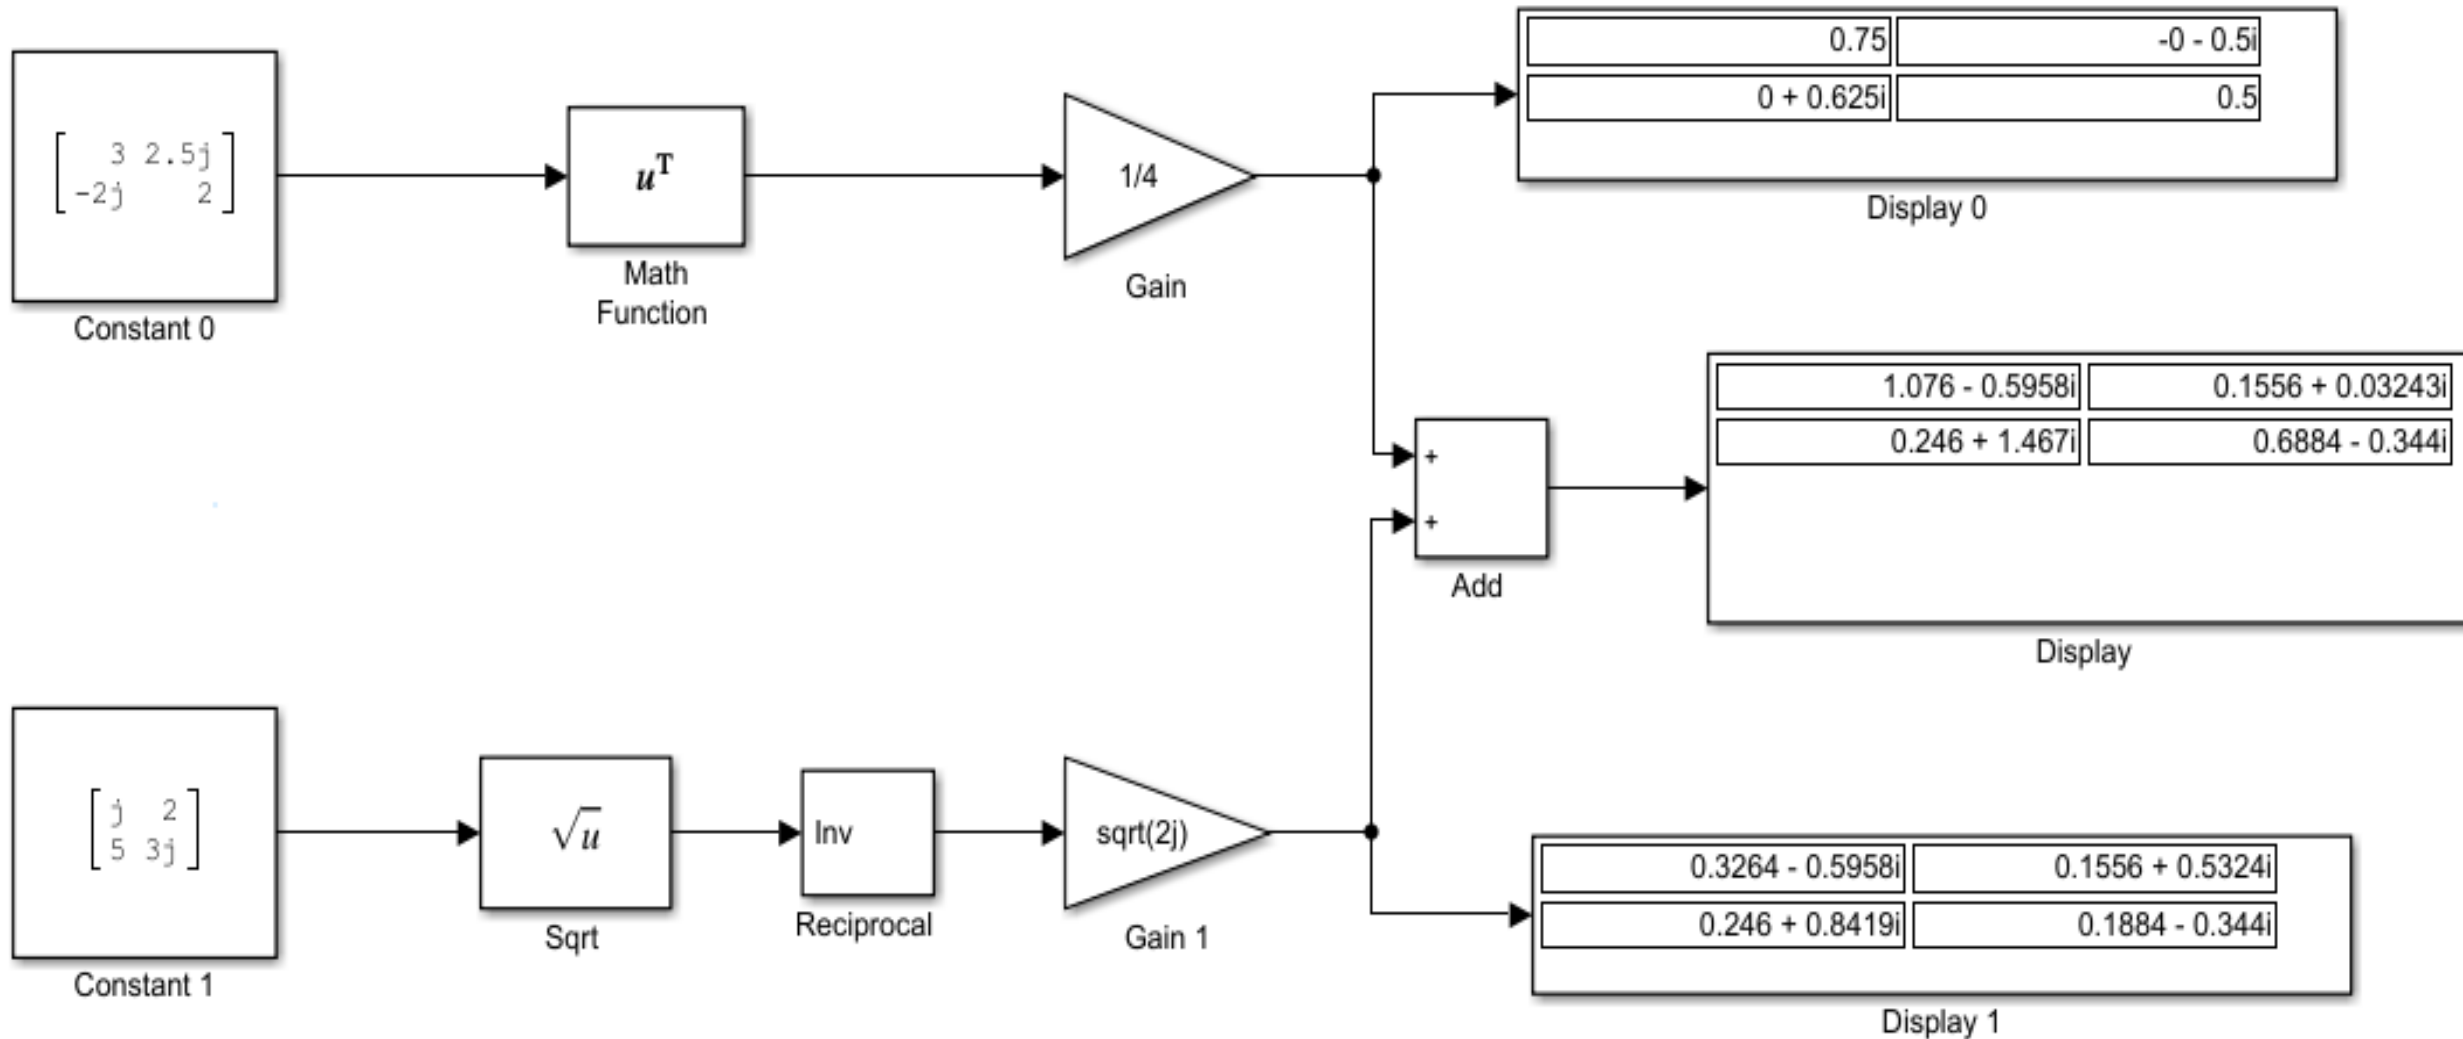 [ 3 2.5j
-2j 2 ]
Constant 0
u^T
Math
Function
1/4
Gain
0.75 -0 - 0.5i
0 + 0.625i 0.5
Display 0
+
+
Add
1.076 - 0.5958i 0.1556 + 0.03243i
0.246 + 1.467i 0.6884 - 0.344i
Display
[ j 2
5 3j ]
Constant 1
√u
Sqrt
Inv
Reciprocal
sqrt(2j)
Gain 1
0.3264 - 0.5958i 0.1556 + 0.5324i
0.246 + 0.8419i 0.1884 - 0.344i
Display 1